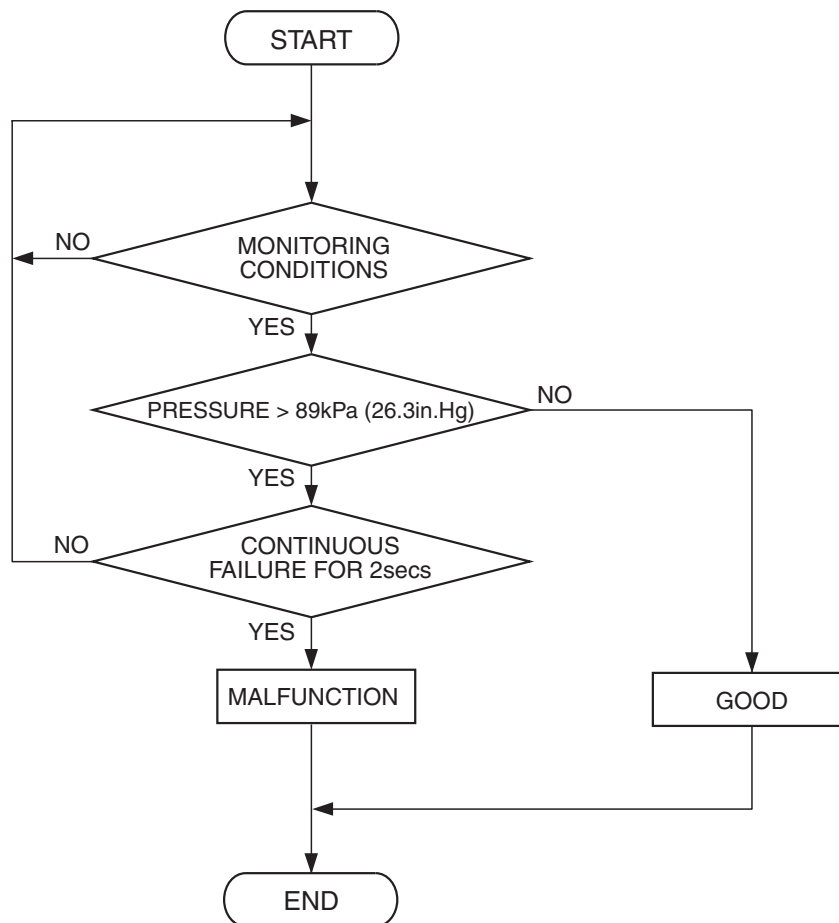 START
NO
MONITORING
CONDITIONS
YES
PRESSURE > 89kPa (26.3in.Hg)
NO
YES
NO
CONTINUOUS
FAILURE FOR 2secs
YES
MALFUNCTION
GOOD
END